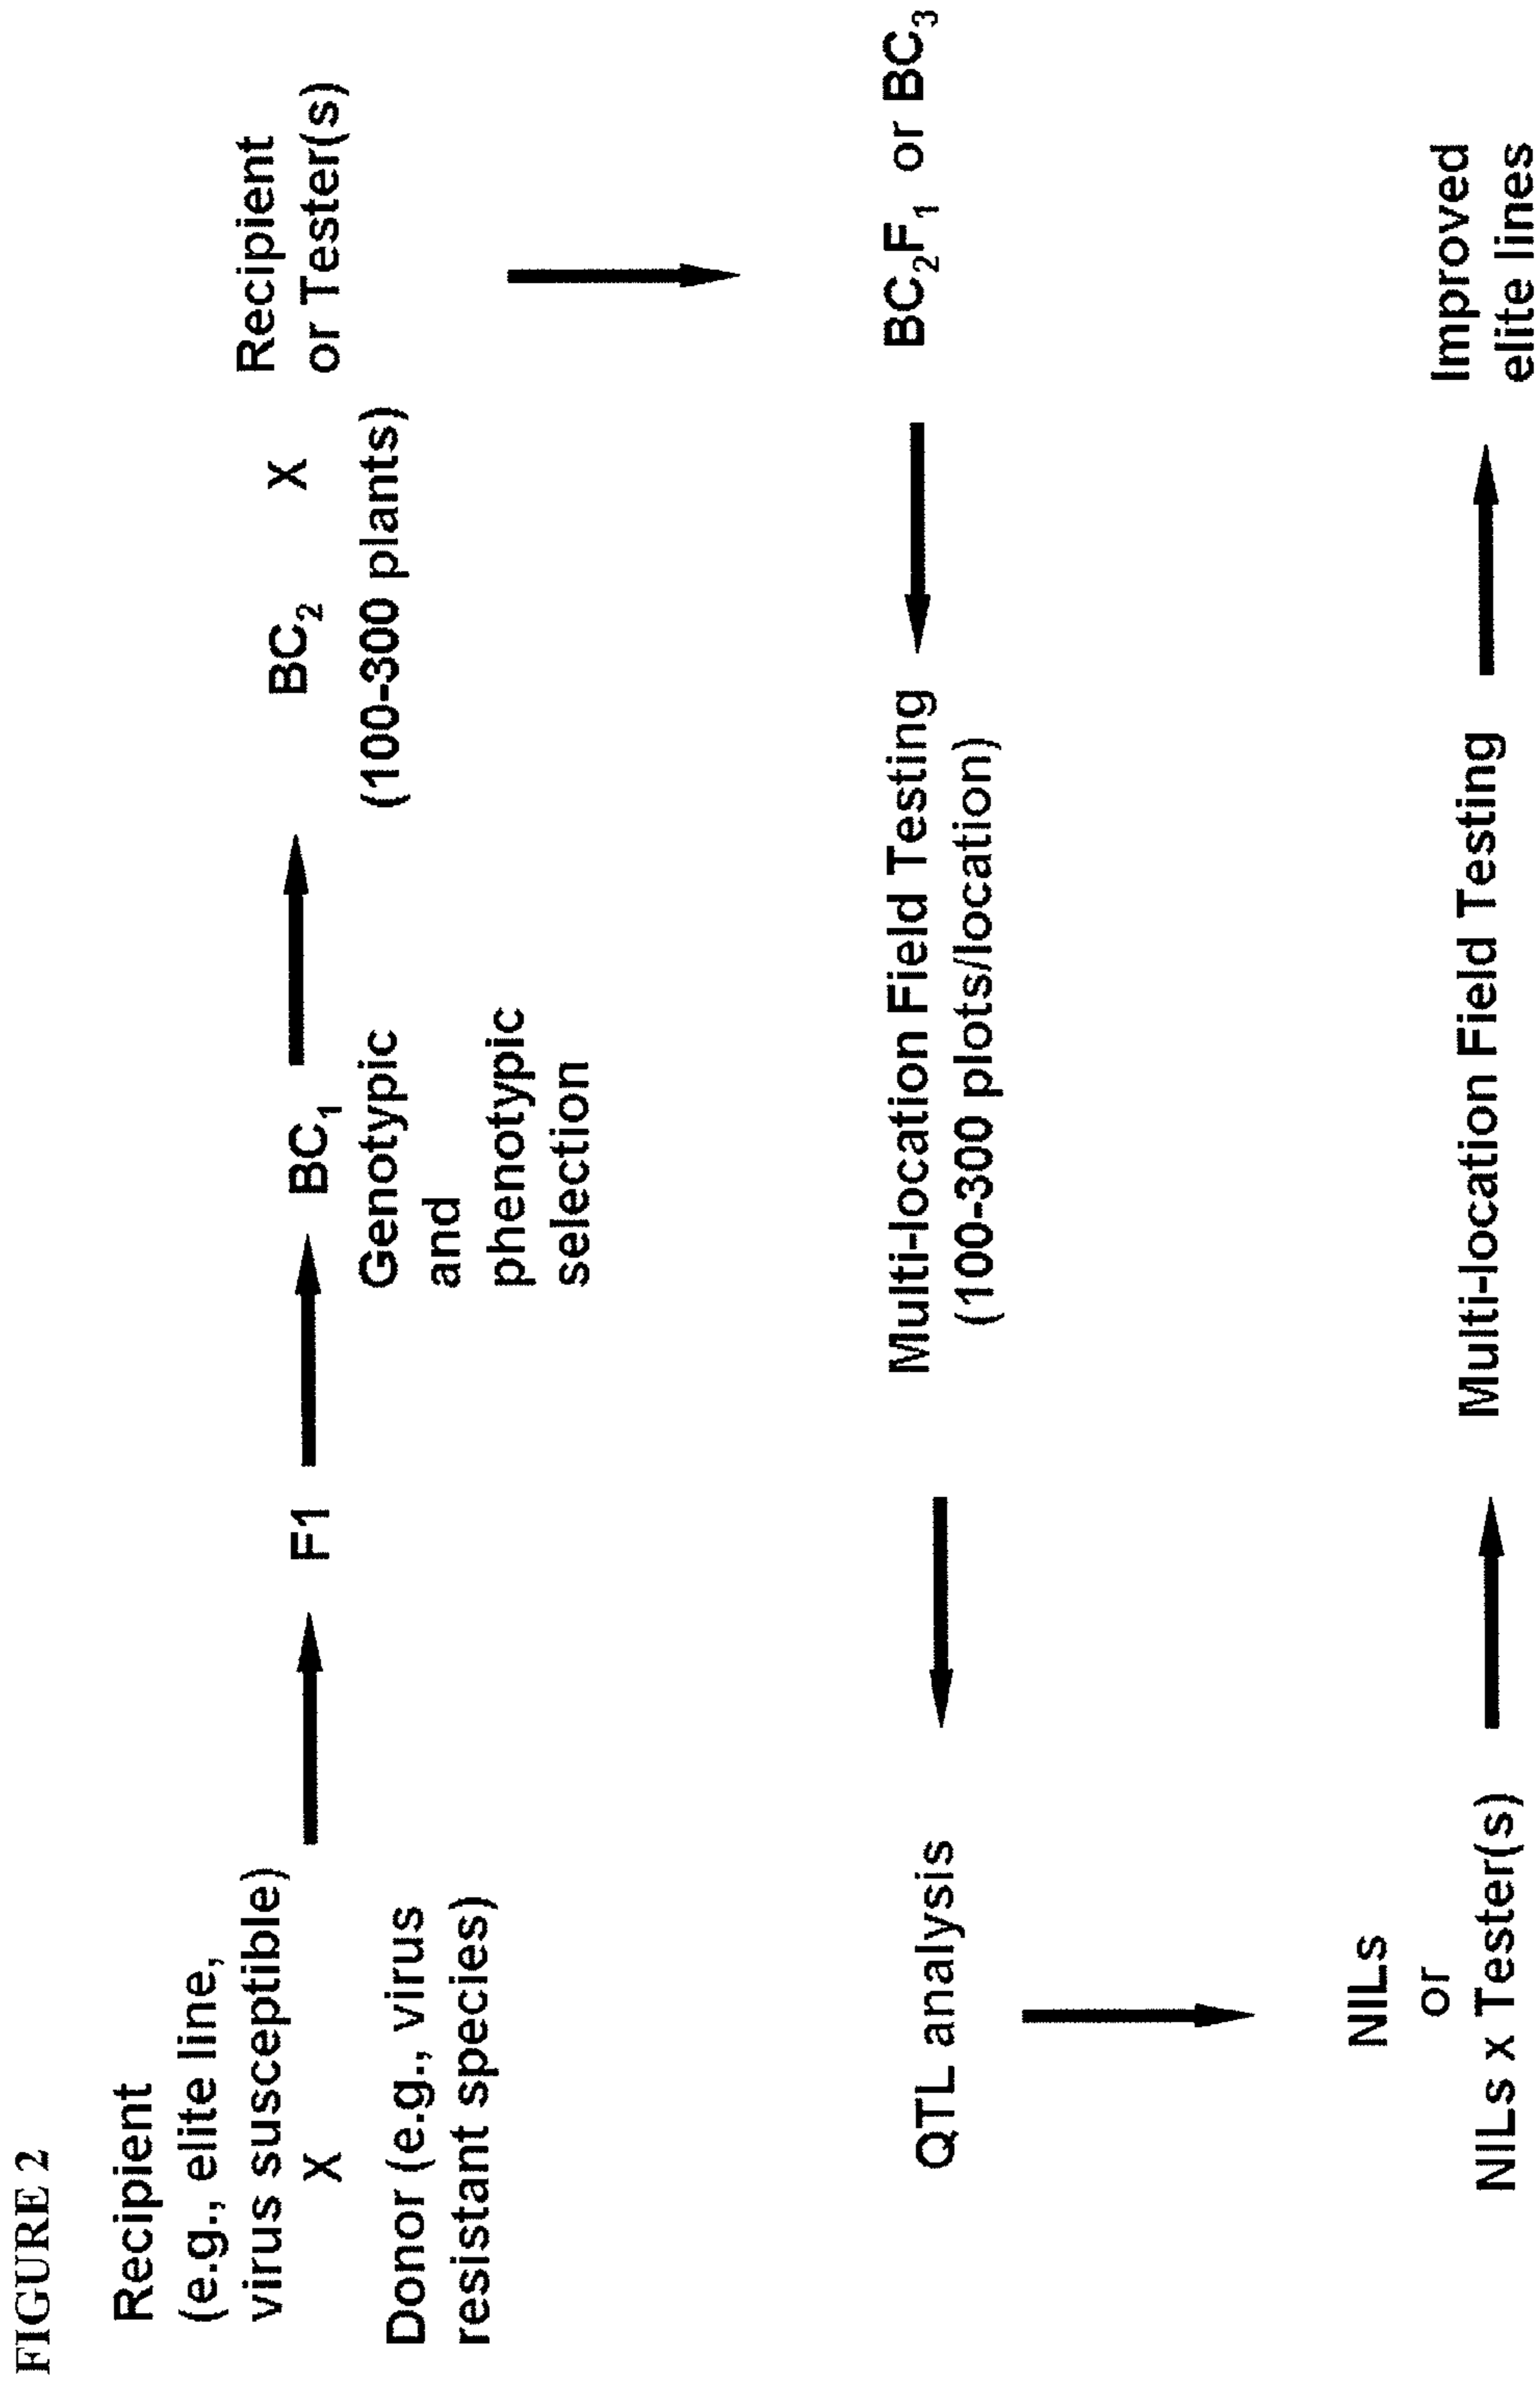 FIGURE 2
Recipient
(e.g., elite line,
virus susceptible)
X
Donor (e.g., virus
resistant species)
F1
BC1
Genotypic
and
phenotypic
selection
BC2 X
(100-300 plants)
Recipient
or Tester(s)
BC2F1 or BC3
Multi-location Field Testing
(100-300 plots/location)
QTL analysis
NILs
or
NILs x Tester(s)
Multi-location Field Testing
Improved
elite lines